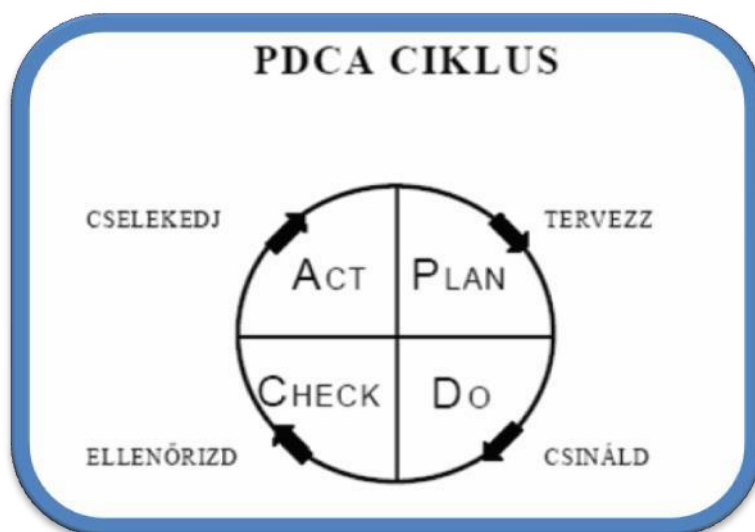 PDCA CIKLUS
CSELEKEDJ
TERVEZZ
ACT
PLAN
CHECK
DO
ELLENŐRIZD
CSINÁLD